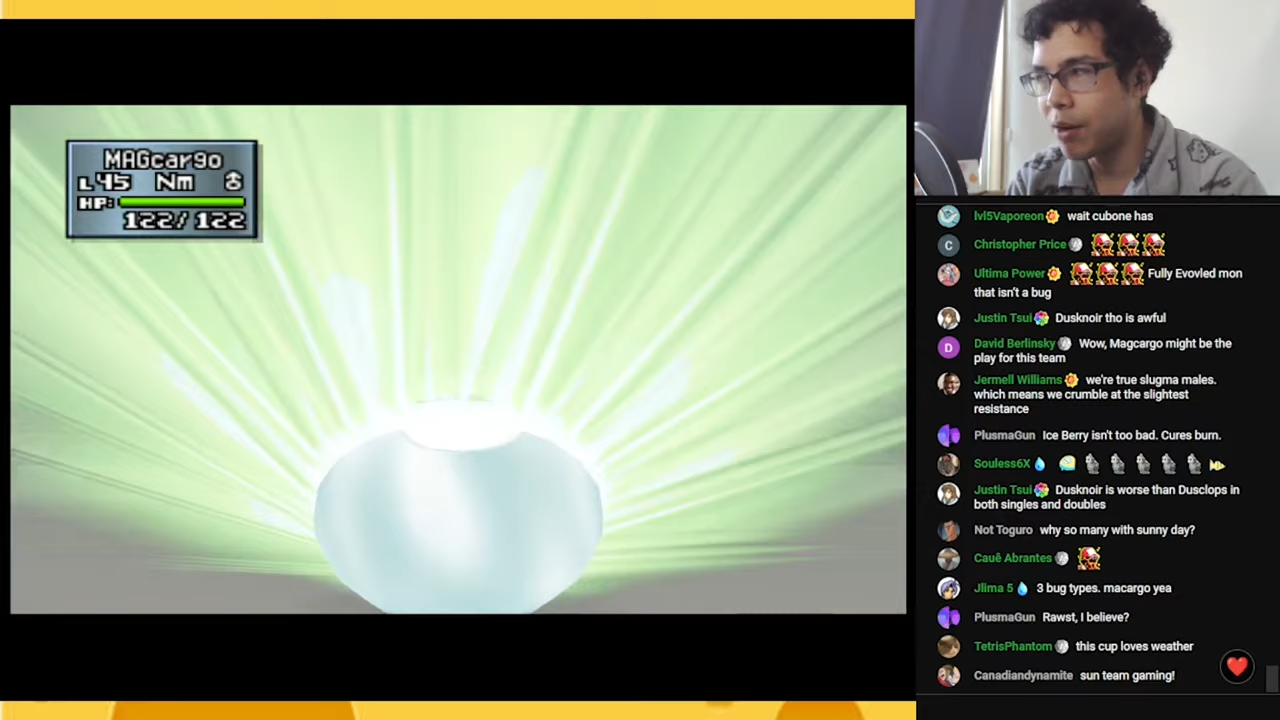 MAGcargo
L45 Nm ♂
HP:
122/ 122
lvl5Vaporeon wait cubone has
Christopher Price
Ultima Power Fully Evovled mon
that isn't a bug
Justin Tsui Dusknoir tho is awful
D David Berlinsky Wow, Magcargo might be the
play for this team
Jermell Williams we're true slugma males.
which means we crumble at the slightest
resistance
PlusmaGun Ice Berry isn't too bad. Cures burn.
Souless6X
Justin Tsui Dusknoir is worse than Dusclops in
both singles and doubles
Not Toguro why so many with sunny day?
Cauê Abrantes
Jlima 5 3 bug types. macargo yea
PlusmaGun Rawst, I believe?
TetrisPhantom this cup loves weather
Canadiandynamite sun team gaming!